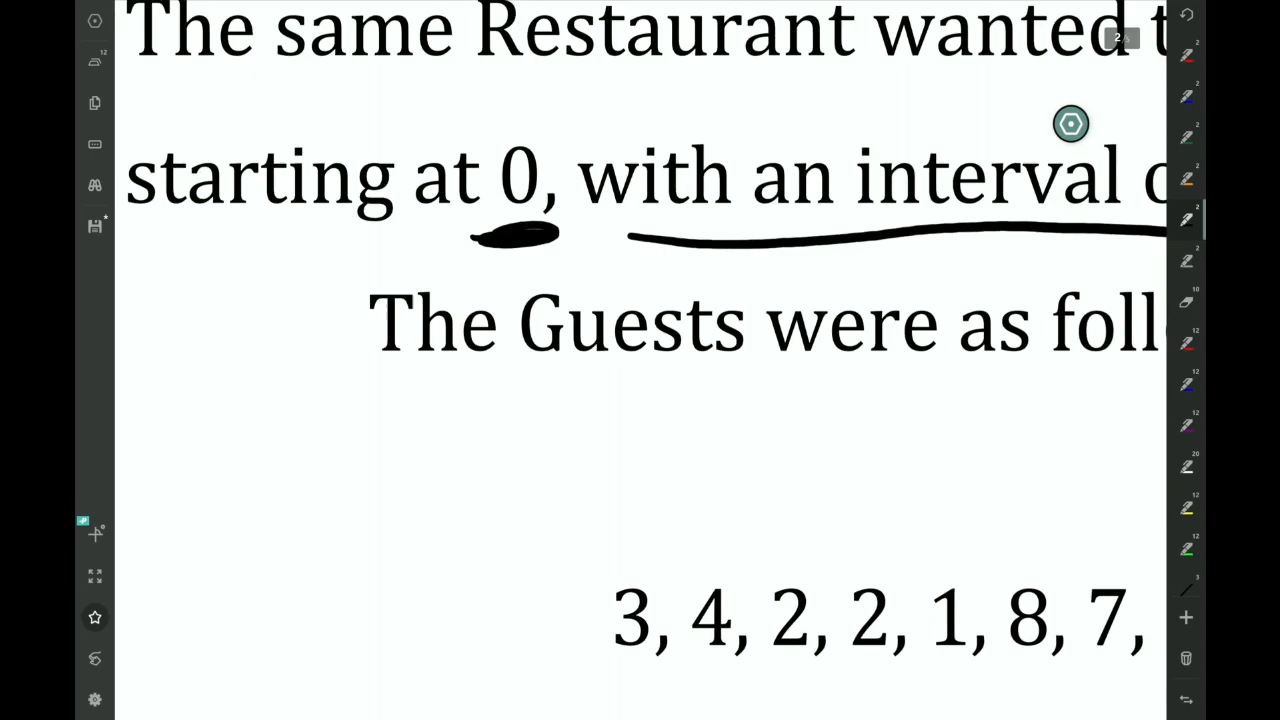 The same Restaurant wanted t
starting at 0, with an interval o
The Guests were as foll
3, 4, 2, 2, 1, 8, 7,